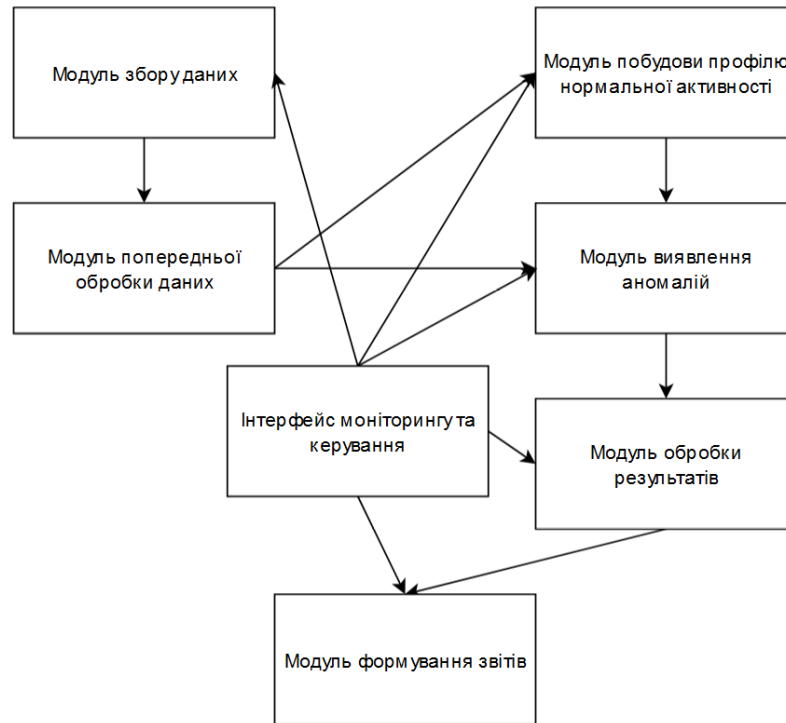 Модуль збору даних
Модуль побудови профілю
нормальної активності
Модуль попередньої
обробки даних
Модуль виявлення
аномалій
Інтерфейс моніторингу та
керування
Модуль обробки
результатів
Модуль формування звітів